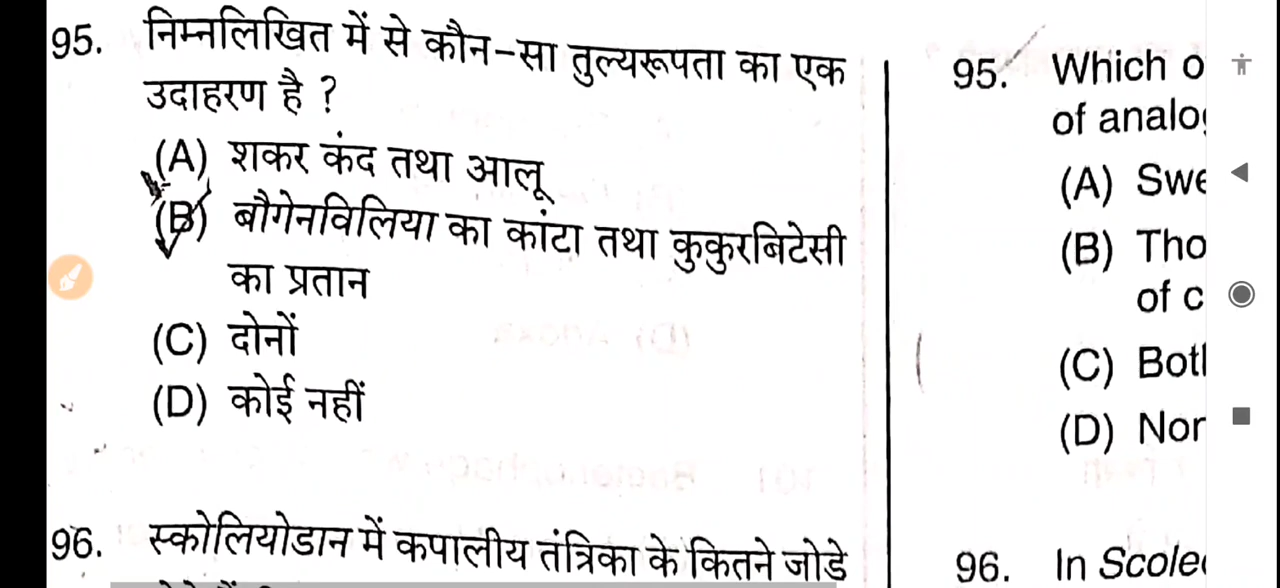 95. निम्नलिखित में से कौन-सा तुल्यरूपता का एक
उदाहरण है ?
(A) शकर कंद तथा आलू
(B) बौगेनविलिया का कांटा तथा कुकुरबिटेसी
का प्रतान
(C) दोनों
(D) कोई नहीं
96. स्कोलियोडान में कपालीय तंत्रिका के कितने जोडे
95. Which o
of analo
(A) Swe
(B) Tho
of c
(C) Both
(D) Nor
96. In Scole